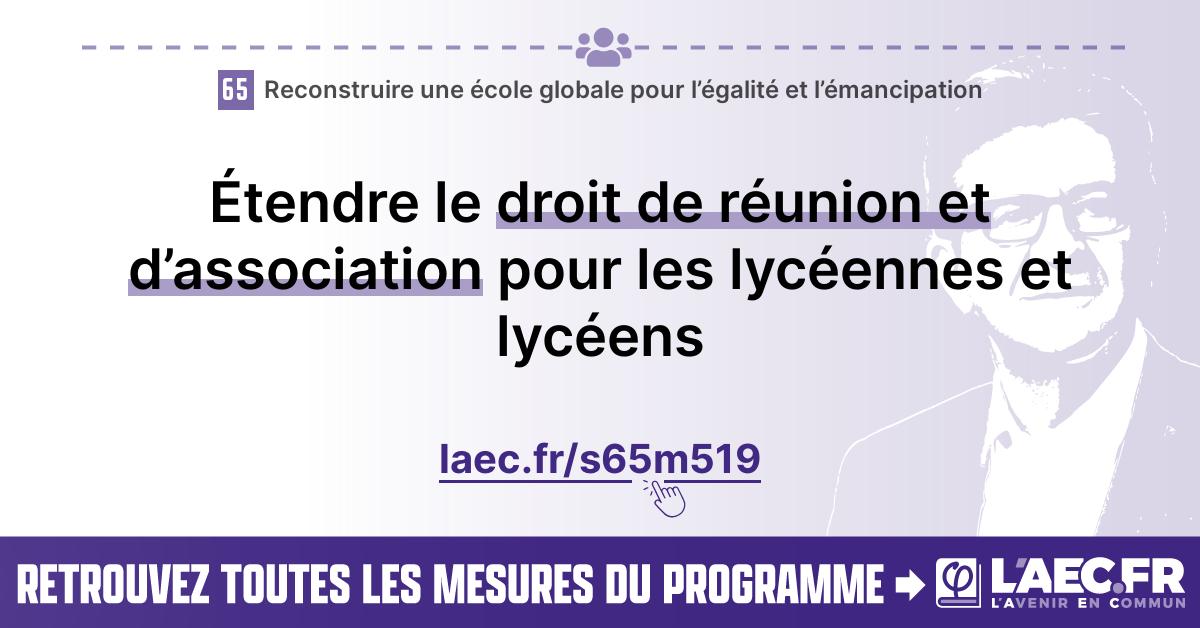 65 Reconstruire une école globale pour l’égalité et l’émancipation
Étendre le droit de réunion et
d’association pour les lycéennes et
lycéens
laec.fr/s65m519
RETROUVEZ TOUTES LES MESURES DU PROGRAMME
L'AEC.FR
L'AVENIR EN COMMUN